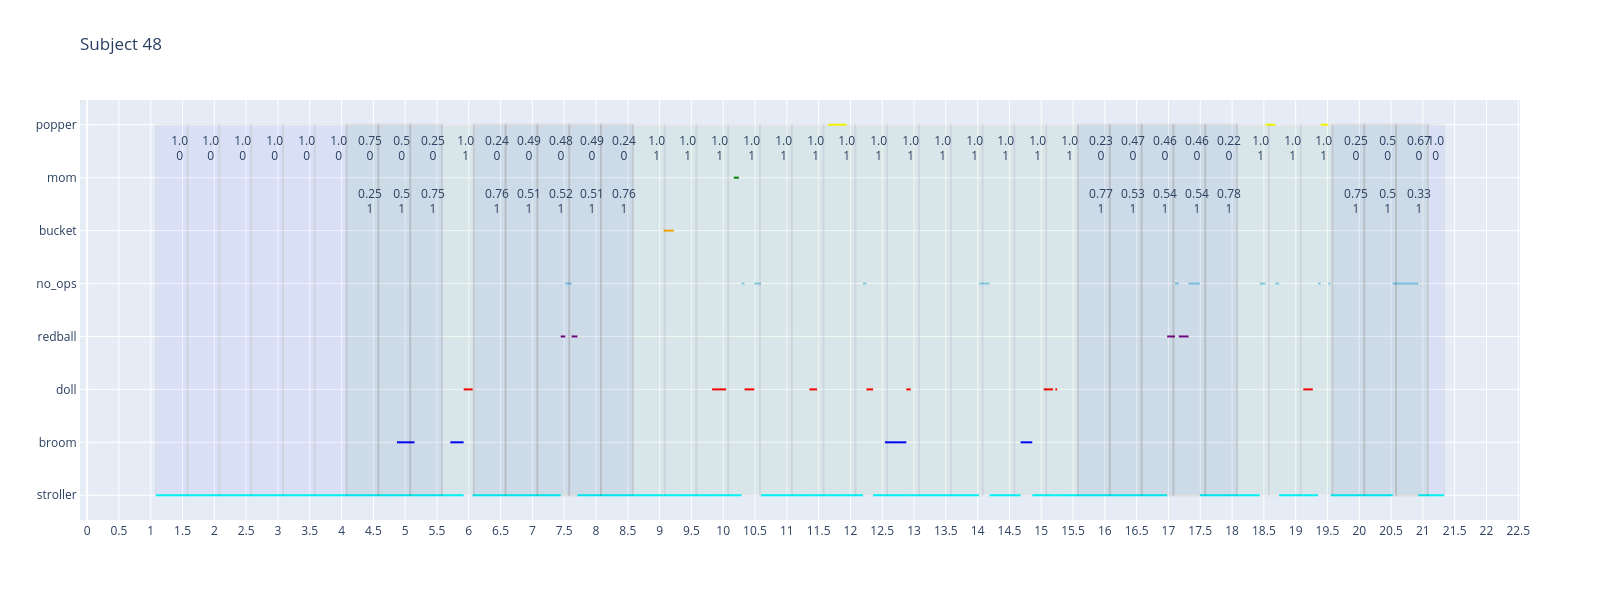 Subject 48
popper
1.0 1.0 1.0 1.0 1.0 1.0 0.75 0.5 0.25 1.0 0.24 0.49 0.48 0.49 0.24 1.0 1.0 1.0 1.0 1.0 1.0 1.0 1.0 1.0 1.0 1.0 1.0 1.0 1.0 0.23 0.47 0.46 0.46 0.22 1.0 1.0 1.0 0.25 0.5 0.67 1.0
0 0 0 0 0 0 0 0 0 1 0 0 0 0 0 1 1 1 1 1 1 1 1 1 1 1 1 1 1 0 0 0 0 0 1 1 1 0 0 0 0
mom
0.25 0.5 0.75 0.76 0.51 0.52 0.51 0.76 0.77 0.53 0.54 0.54 0.78 0.75 0.5 0.33
1 1 1 1 1 1 1 1 1 1 1 1 1 1 1 1
bucket
no_ops
redball
doll
broom
stroller
0 0.5 1 1.5 2 2.5 3 3.5 4 4.5 5 5.5 6 6.5 7 7.5 8 8.5 9 9.5 10 10.5 11 11.5 12 12.5 13 13.5 14 14.5 15 15.5 16 16.5 17 17.5 18 18.5 19 19.5 20 20.5 21 21.5 22 22.5